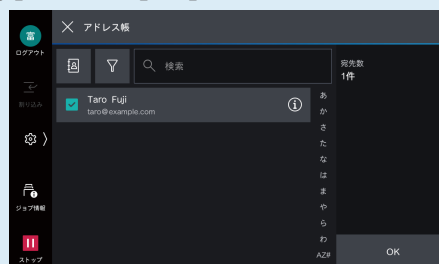 富
ログアウト
割り込み
ジョブ情報
ストップ
アドレス帳
検索
Taro Fuji
taro@example.com
あ
か
さ
た
な
は
ま
や
ら
わ
AZ#
宛先数
1件
OK